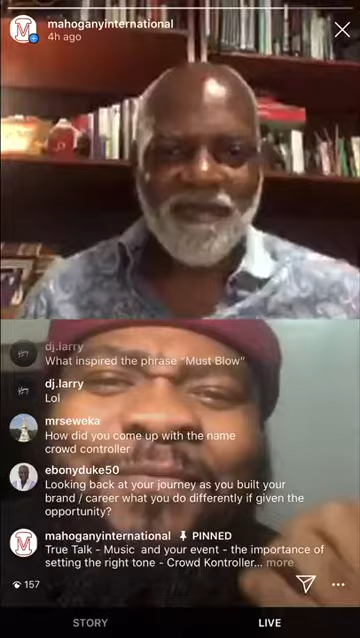 mahoganyinternational
4h ago
dj.larry
What inspired the phrase "Must Blow"
dj.larry
Lol
mrseweka
How did you come up with the name
crowd controller
ebonyduke50
Looking back at your journey as you built your
brand / career what you do differently if given the
opportunity?
mahoganyinternational PINNED
True Talk - Music and your event - the importance of
setting the right tone - Crowd Kontroller... more
157
STORY LIVE